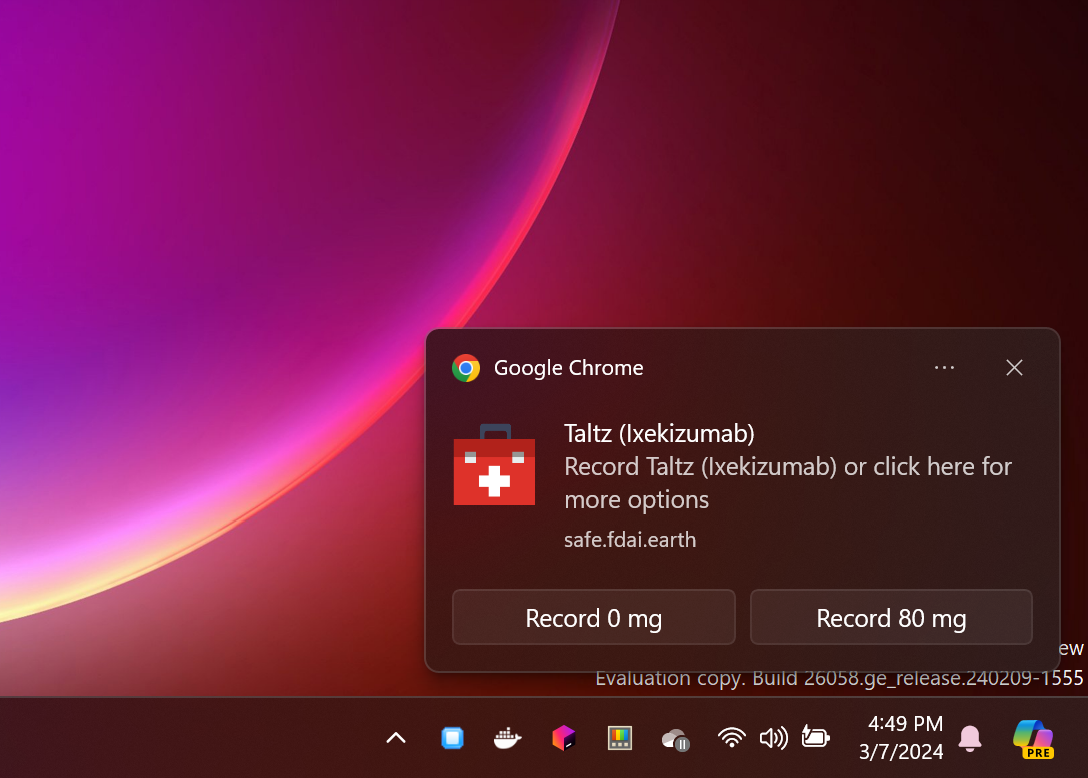 Google Chrome
Taltz (Ixekizumab)
Record Taltz (Ixekizumab) or click here for
more options
safe.fdai.earth
Record 0 mg
Record 80 mg
ew
Evaluation copy. Build 26058.ge_release.240209-1555
4:49 PM
3/7/2024
PRE